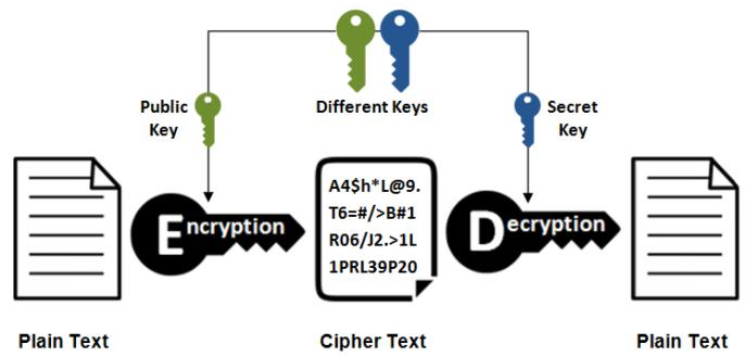 Different Keys
Public
Key
Secret
Key
Encryption
A4$h*L@9.
T6=#/>B#1
R06/J2.>1L
1PRL39P20
Decryption
Plain Text
Cipher Text
Plain Text